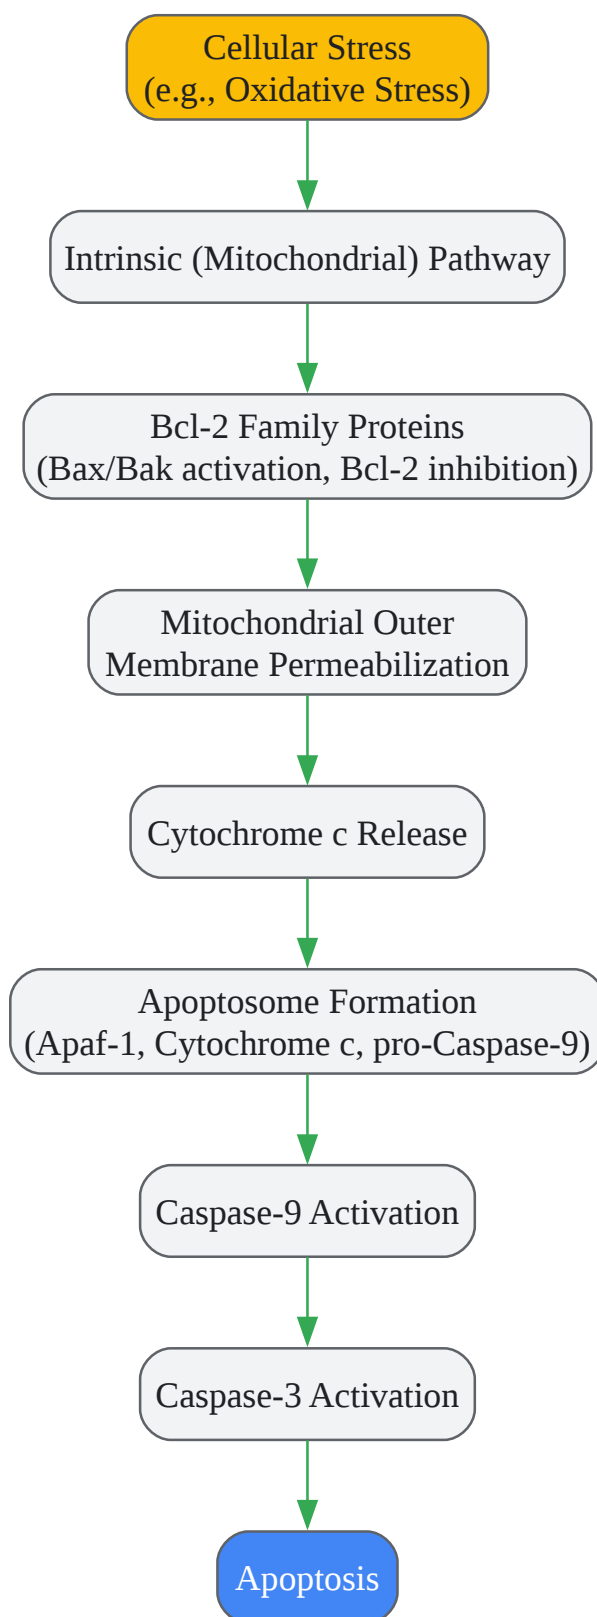 Cellular Stress
(e.g., Oxidative Stress)
Intrinsic (Mitochondrial) Pathway
Bcl-2 Family Proteins
(Bax/Bak activation, Bcl-2 inhibition)
Mitochondrial Outer
Membrane Permeabilization
Cytochrome c Release
Apoptosome Formation
(Apaf-1, Cytochrome c, pro-Caspase-9)
Caspase-9 Activation
Caspase-3 Activation
Apoptosis